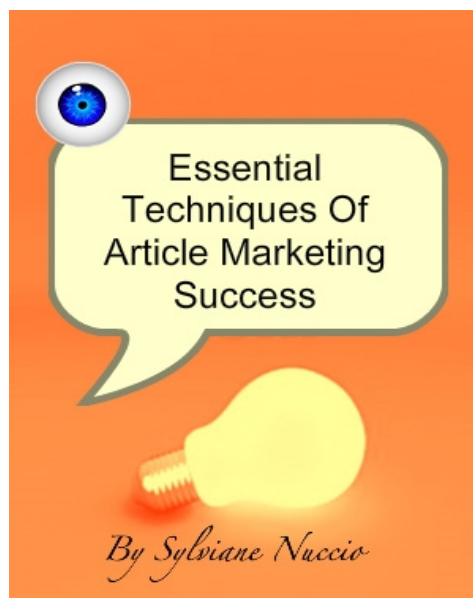 Essential
Techniques Of
Article Marketing
Success
By Sylviane Nuccio